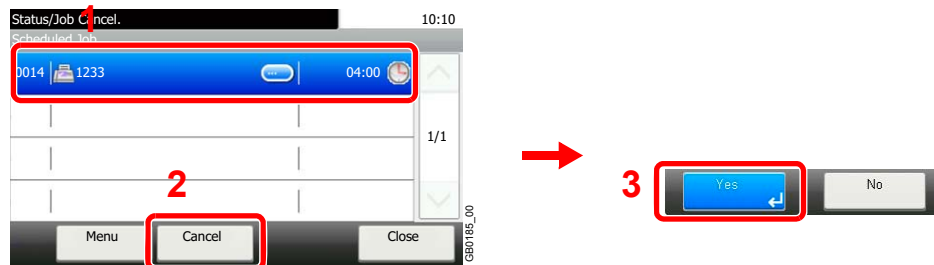 Status/Job Cancel. 10:10
1
Scheduled Job
0014 1233 04:00
1/1
2
Menu Cancel Close
GB0185_00
3
Yes No